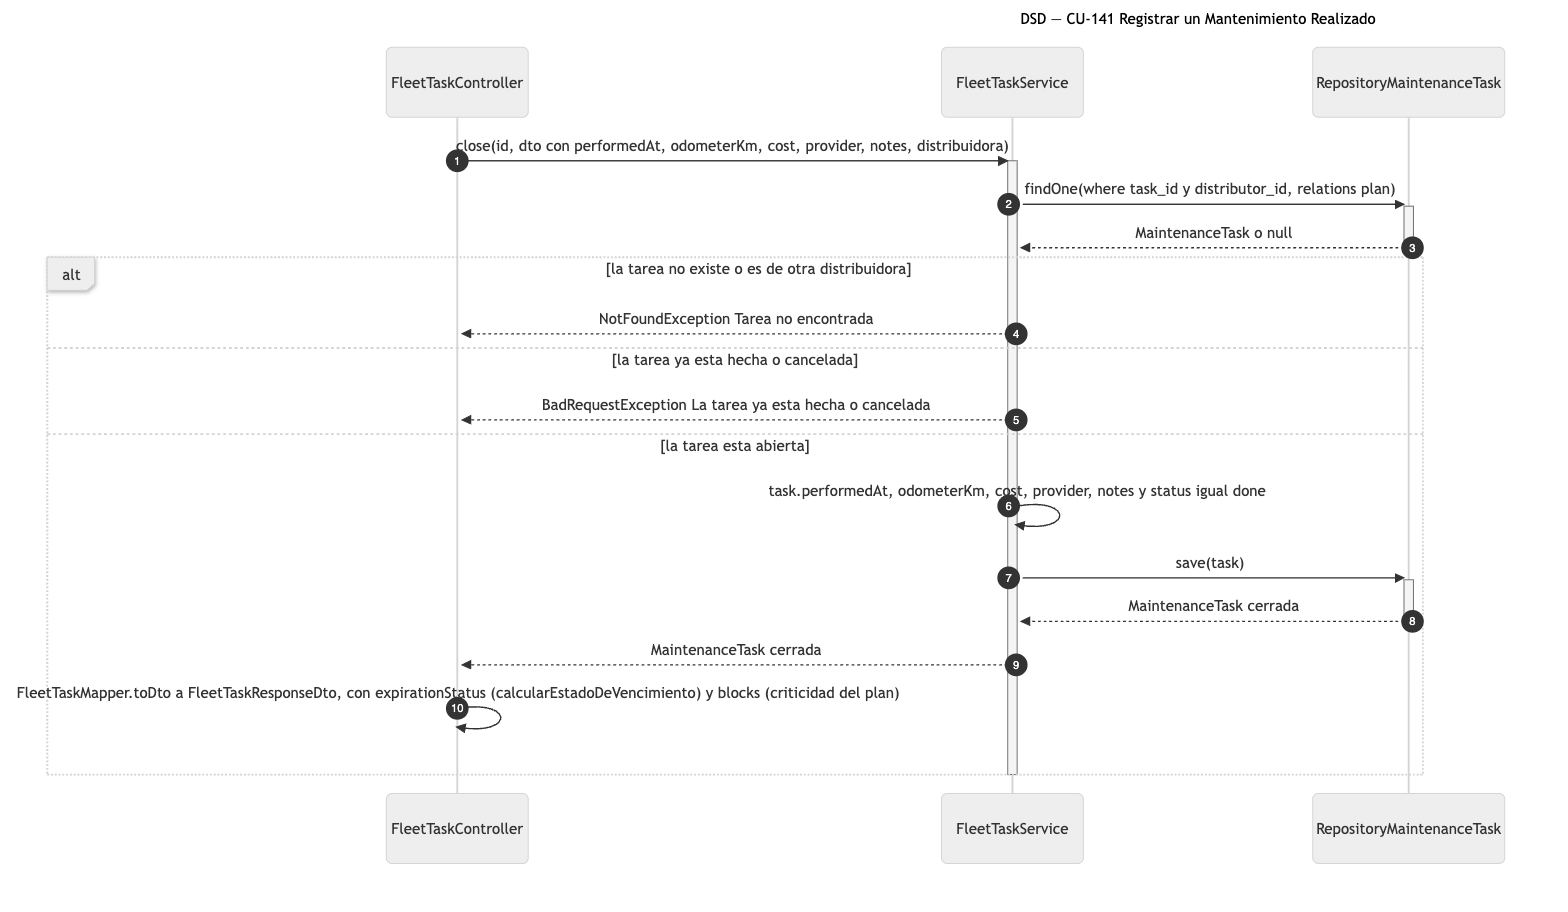 DSD — CU-141 Registrar un Mantenimiento Realizado
FleetTaskController
FleetTaskService
RepositoryMaintenanceTask
close(id, dto con performedAt, odometerKm, cost, provider, notes, distribuidora)
1
findOne(where task_id y distributor_id, relations plan)
2
MaintenanceTask o null
3
alt
[la tarea no existe o es de otra distribuidora]
NotFoundException Tarea no encontrada
4
[la tarea ya esta hecha o cancelada]
BadRequestException La tarea ya esta hecha o cancelada
5
[la tarea esta abierta]
task.performedAt, odometerKm, cost, provider, notes y status igual done
6
save(task)
7
MaintenanceTask cerrada
8
MaintenanceTask cerrada
9
FleetTaskMapper.toDto a FleetTaskResponseDto, con expirationStatus (calcularEstadoDeVencimiento) y blocks (criticidad del plan)
10
FleetTaskController
FleetTaskService
RepositoryMaintenanceTask